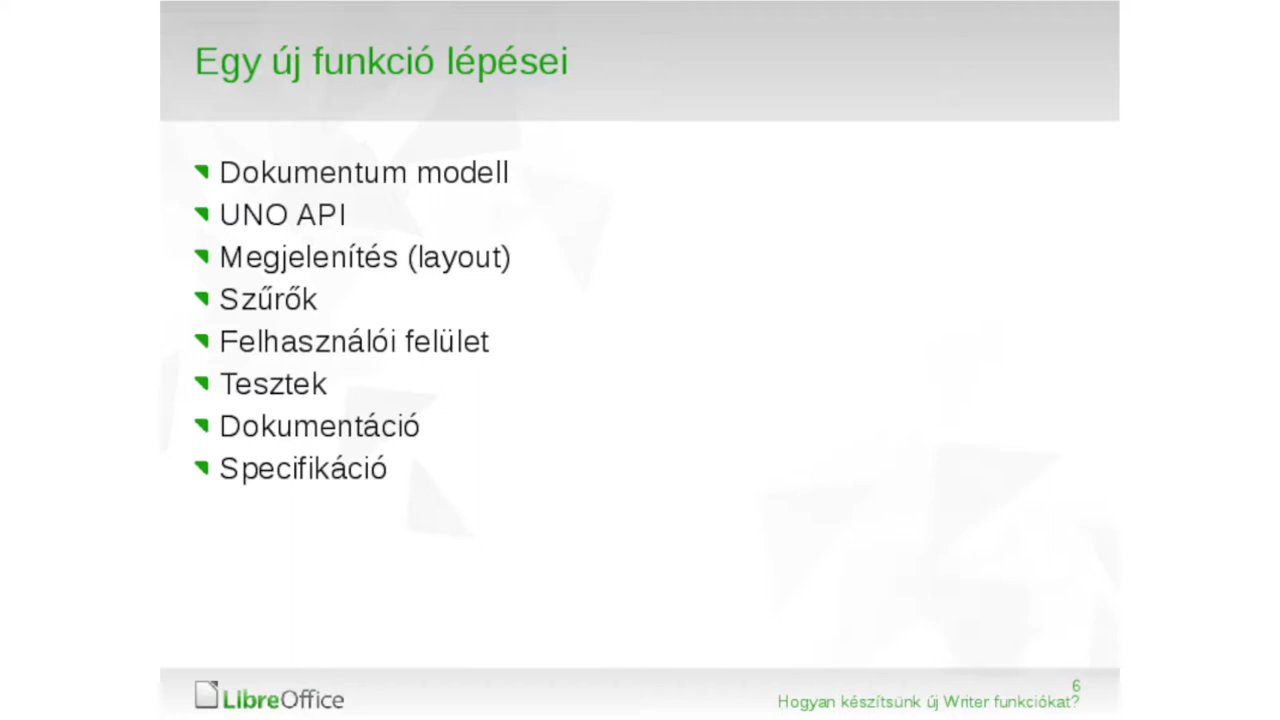 Egy új funkció lépései
Dokumentum modell
UNO API
Megjelenítés (layout)
Szűrők
Felhasználói felület
Tesztek
Dokumentáció
Specifikáció
LibreOffice
6
Hogyan készítsünk új Writer funkciókat?